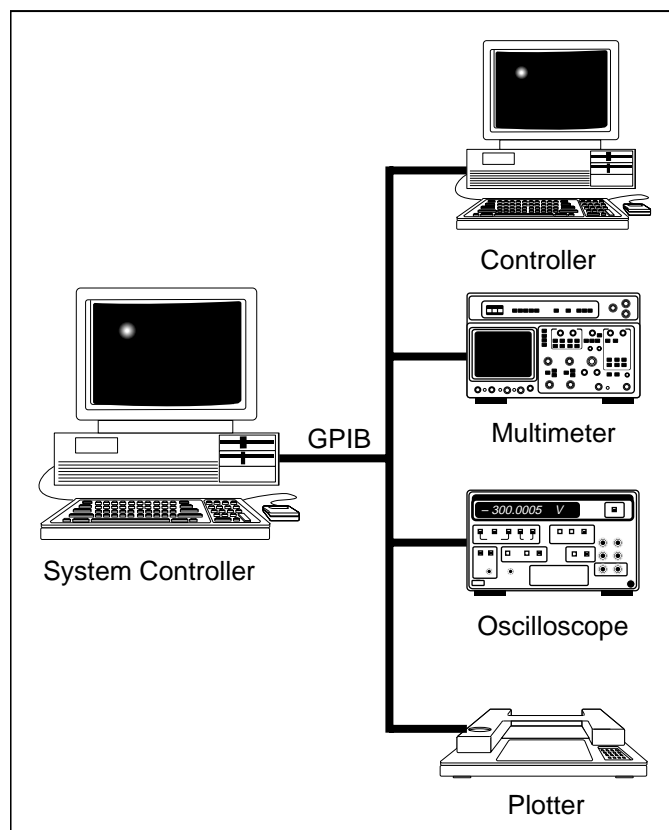 Controller
Multimeter
GPIB
– 300.0005 V
System Controller
Oscilloscope
Plotter